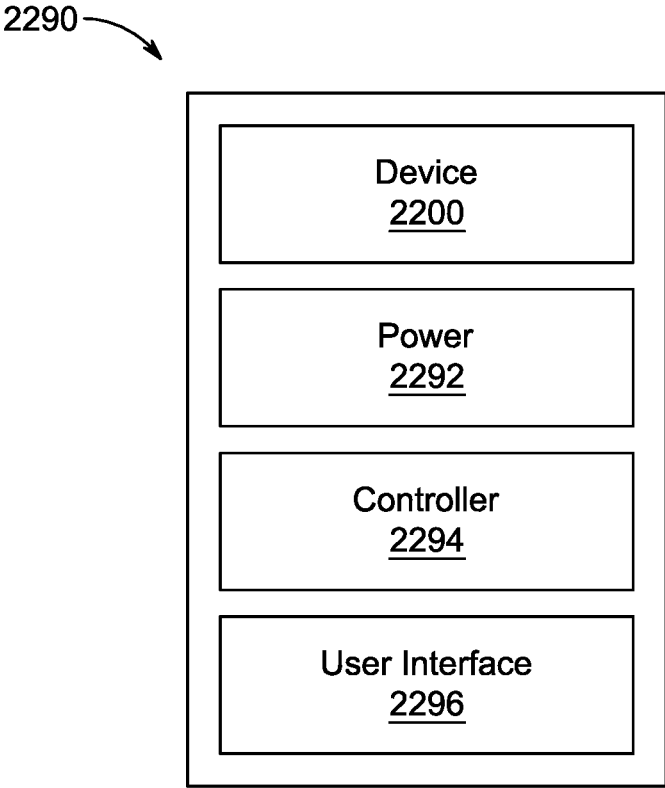 2290
Device
2200
Power
2292
Controller
2294
User Interface
2296